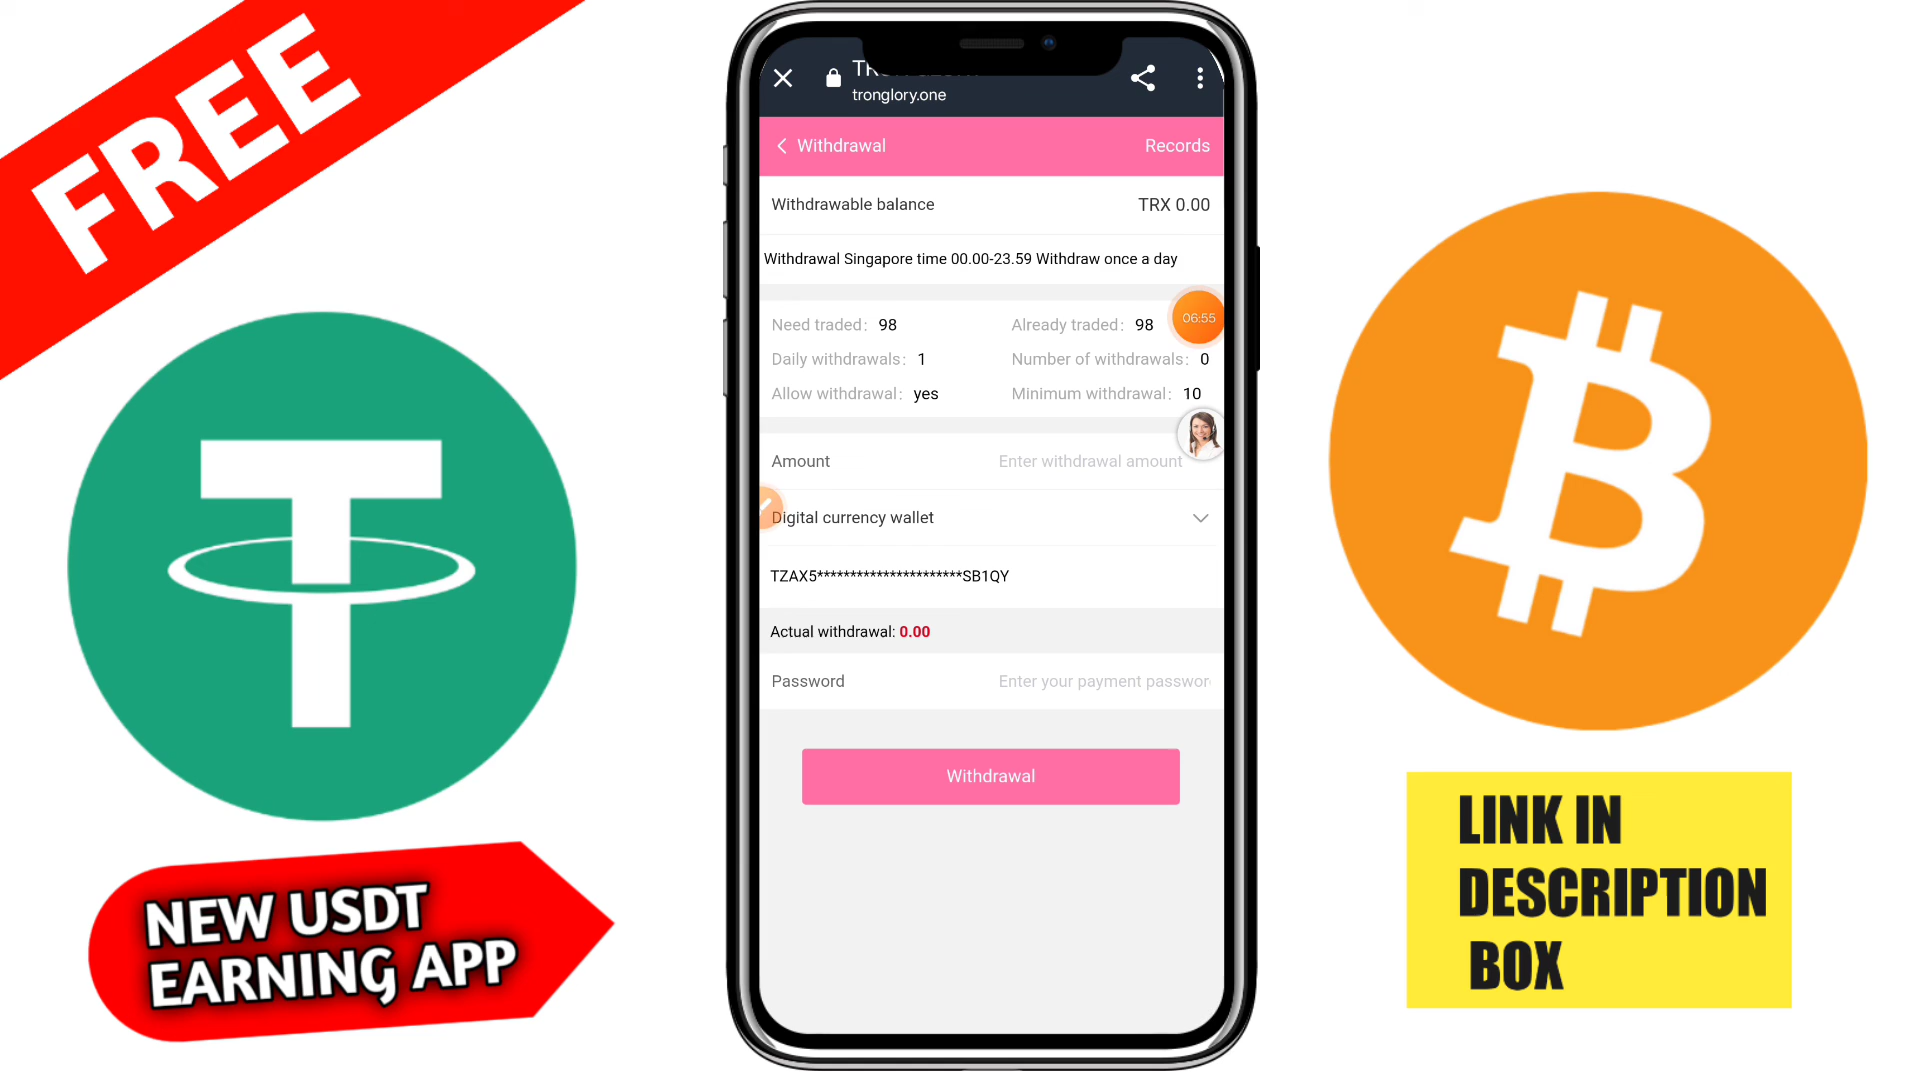 FREE
tronglory.one
Withdrawal
Records
Withdrawable balance
TRX 0.00
Withdrawal Singapore time 00.00-23.59 Withdraw once a day
Need traded: 98
Already traded: 98
06:55
Daily withdrawals: 1
Number of withdrawals: 0
Allow withdrawal: yes
Minimum withdrawal: 10
Amount
Enter withdrawal amount
Digital currency wallet
TZAX5**********************SB1QY
Actual withdrawal: 0.00
Password
Enter your payment passwor
Withdrawal
NEW USDT
EARNING APP
LINK IN
DESCRIPTION
BOX